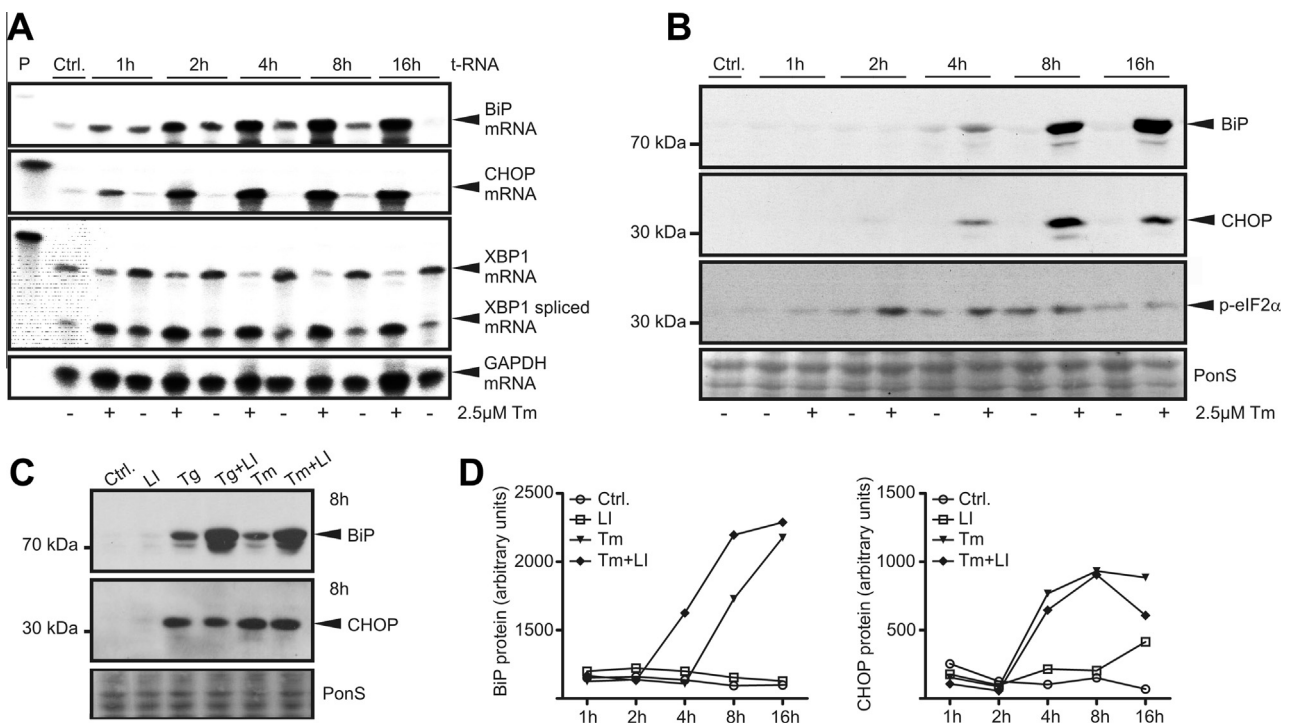 A
P Ctrl. 1h 2h 4h 8h 16h t-RNA
BiP
mRNA
CHOP
mRNA
XBP1
mRNA
XBP1 spliced
mRNA
GAPDH
mRNA
- + - + - + - + - + - 2.5µM Tm
B
Ctrl. 1h 2h 4h 8h 16h
70 kDa BiP
30 kDa CHOP
30 kDa p-eIF2α
PonS
- - + - + - + - + - + 2.5µM Tm
C
Ctrl. LI Tg Tg+LI Tm Tm+LI
8h
70 kDa BiP
8h
30 kDa CHOP
PonS
D
BiP protein (arbitrary units)
2500
2000
1500
Ctrl.
LI
Tm
Tm+LI
1h 2h 4h 8h 16h
CHOP protein (arbitrary units)
1500
1000
500
Ctrl.
LI
Tm
Tm+LI
1h 2h 4h 8h 16h